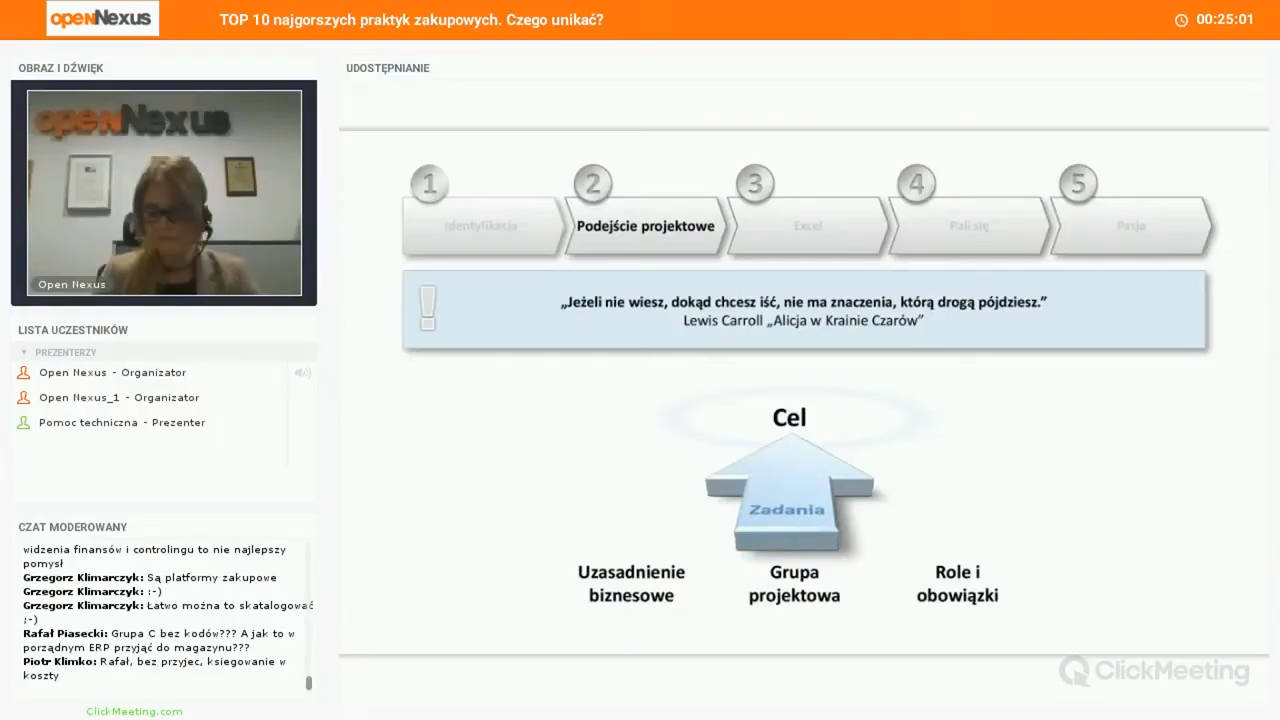 openNexus
TOP 10 najgorszych praktyk zakupowych. Czego unikać?
00:25:01
OBRAZ I DŹWIĘK
openNexus
Open Nexus
LISTA UCZESTNIKÓW
PREZENTERZY
Open Nexus - Organizator
Open Nexus_1 - Organizator
Pomoc techniczna - Prezenter
CZAT MODEROWANY
widzenia finansów i controlingu to nie najlepszy
pomysł
Grzegorz Klimarczyk: Są platformy zakupowe
Grzegorz Klimarczyk: :-)
Grzegorz Klimarczyk: Łatwo można to skatalogować
;-)
Rafał Piasecki: Grupa C bez kodów??? A jak to w
porządnym ERP przyjąć do magazynu???
Piotr Klimko: Rafał, bez przyjec, ksiegowanie w
koszty
ClickMeeting.com
UDOSTĘPNIANIE
1 2 3 4 5
Identyfikacja Podejście projektowe Excel Pali się Pasja
!
„Jeżeli nie wiesz, dokąd chcesz iść, nie ma znaczenia, którą drogą pójdziesz.”
Lewis Carroll „Alicja w Krainie Czarów”
Cel
Zadania
Uzasadnienie
biznesowe
Grupa
projektowa
Role i
obowiązki
ClickMeeting